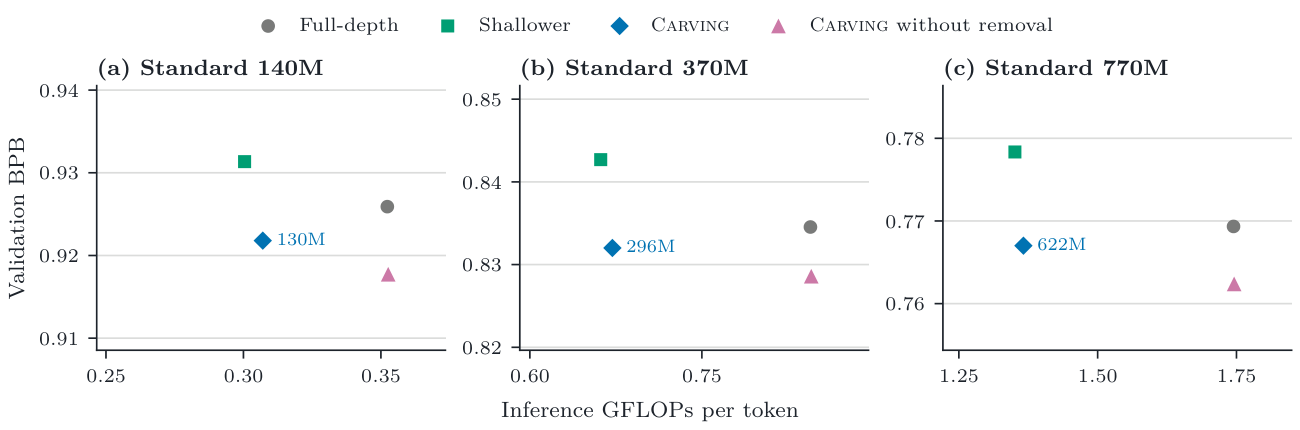 Full-depth Shallower CARVING CARVING without removal
(a) Standard 140M
(b) Standard 370M
(c) Standard 770M
Validation BPB
0.94
0.93
0.92
0.91
130M
0.25 0.30 0.35
0.85
0.84
0.83
0.82
296M
0.60 0.75
0.78
0.77
0.76
622M
1.25 1.50 1.75
Inference GFLOPs per token